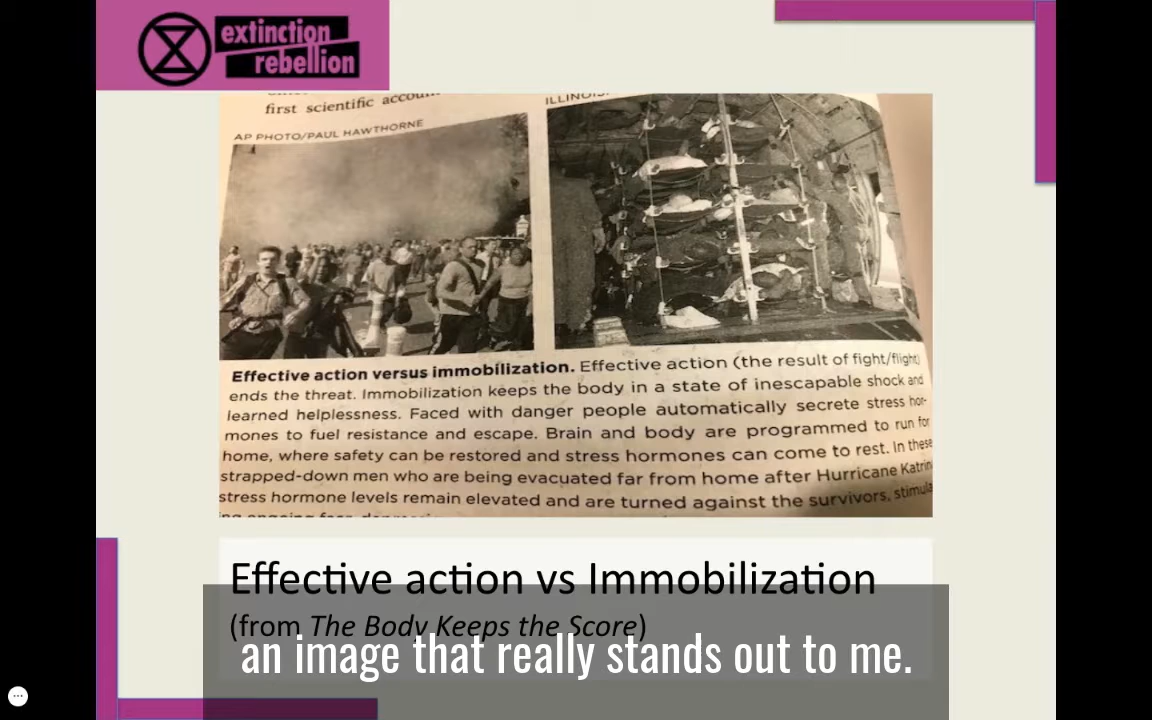 extinction
rebellion
first scientific
AP PHOTO/PAUL HAWTHORNE
Effective action versus immobilization. Effective action (the result of fight/flight)
ends the threat. Immobilization keeps the body in a state of inescapable shock and
learned helplessness. Faced with danger people automatically secrete stress hor-
mones to fuel resistance and escape. Brain and body are programmed to run for
home, where safety can be restored and stress hormones can come to rest. In these
strapped-down men who are being evacuated far from home after Hurricane Katrin
stress hormone levels remain elevated and are turned against the survivors, stimula
Effective action vs Immobilization
(from The Body Keeps the Score)
an image that really stands out to me.